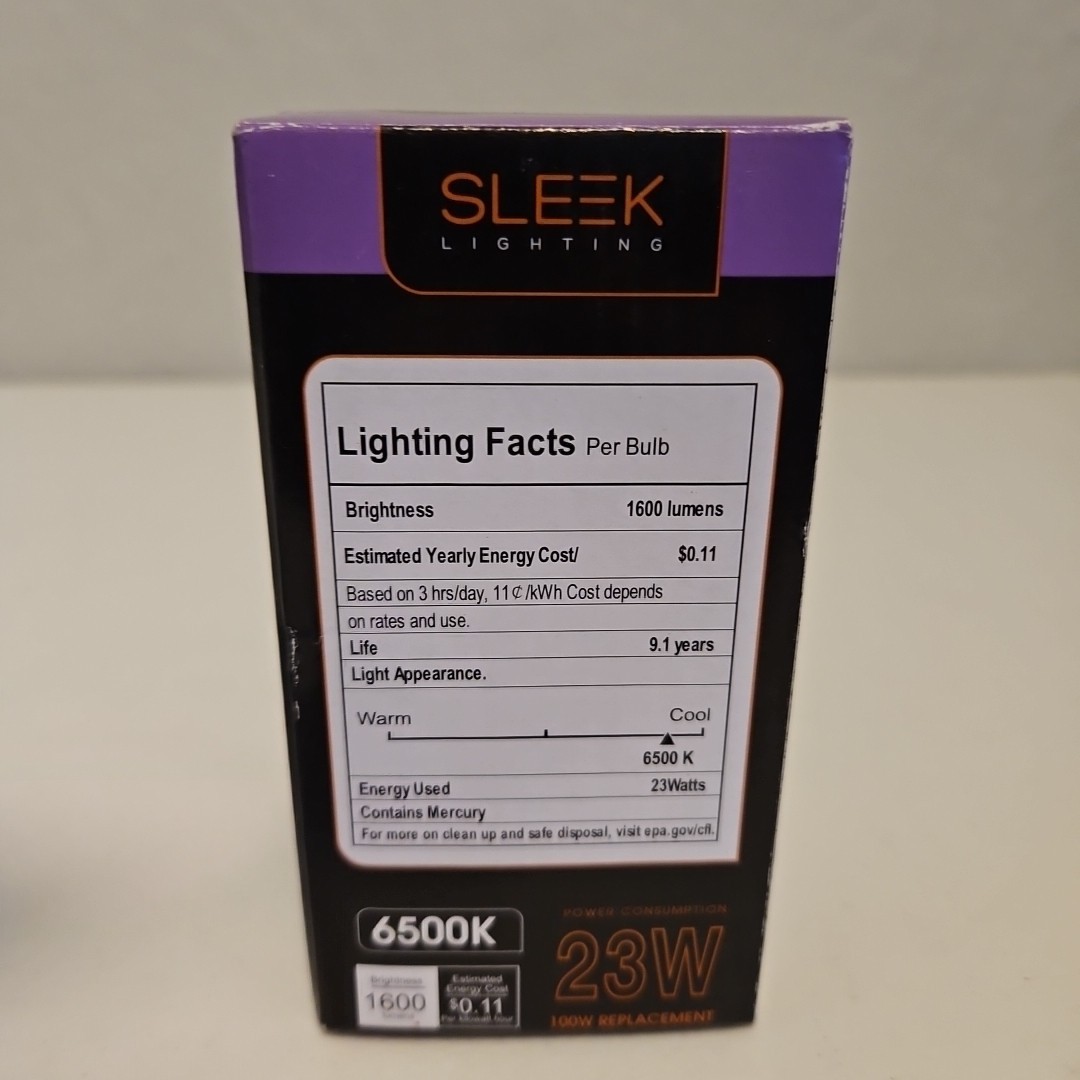 SLEEK
LIGHTING
Lighting Facts Per Bulb
Brightness 1600 lumens
Estimated Yearly Energy Cost/ $0.11
Based on 3 hrs/day, 11¢/kWh Cost depends
on rates and use.
Life 9.1 years
Light Appearance.
Warm Cool
6500 K
Energy Used 23Watts
Contains Mercury
For more on clean up and safe disposal, visit epa.gov/cfl.
6500K
POWER CONSUMPTION
23W
100W REPLACEMENT
Brightness
1600
Estimated
Energy Cost
$0.11
Per kilowatt hour